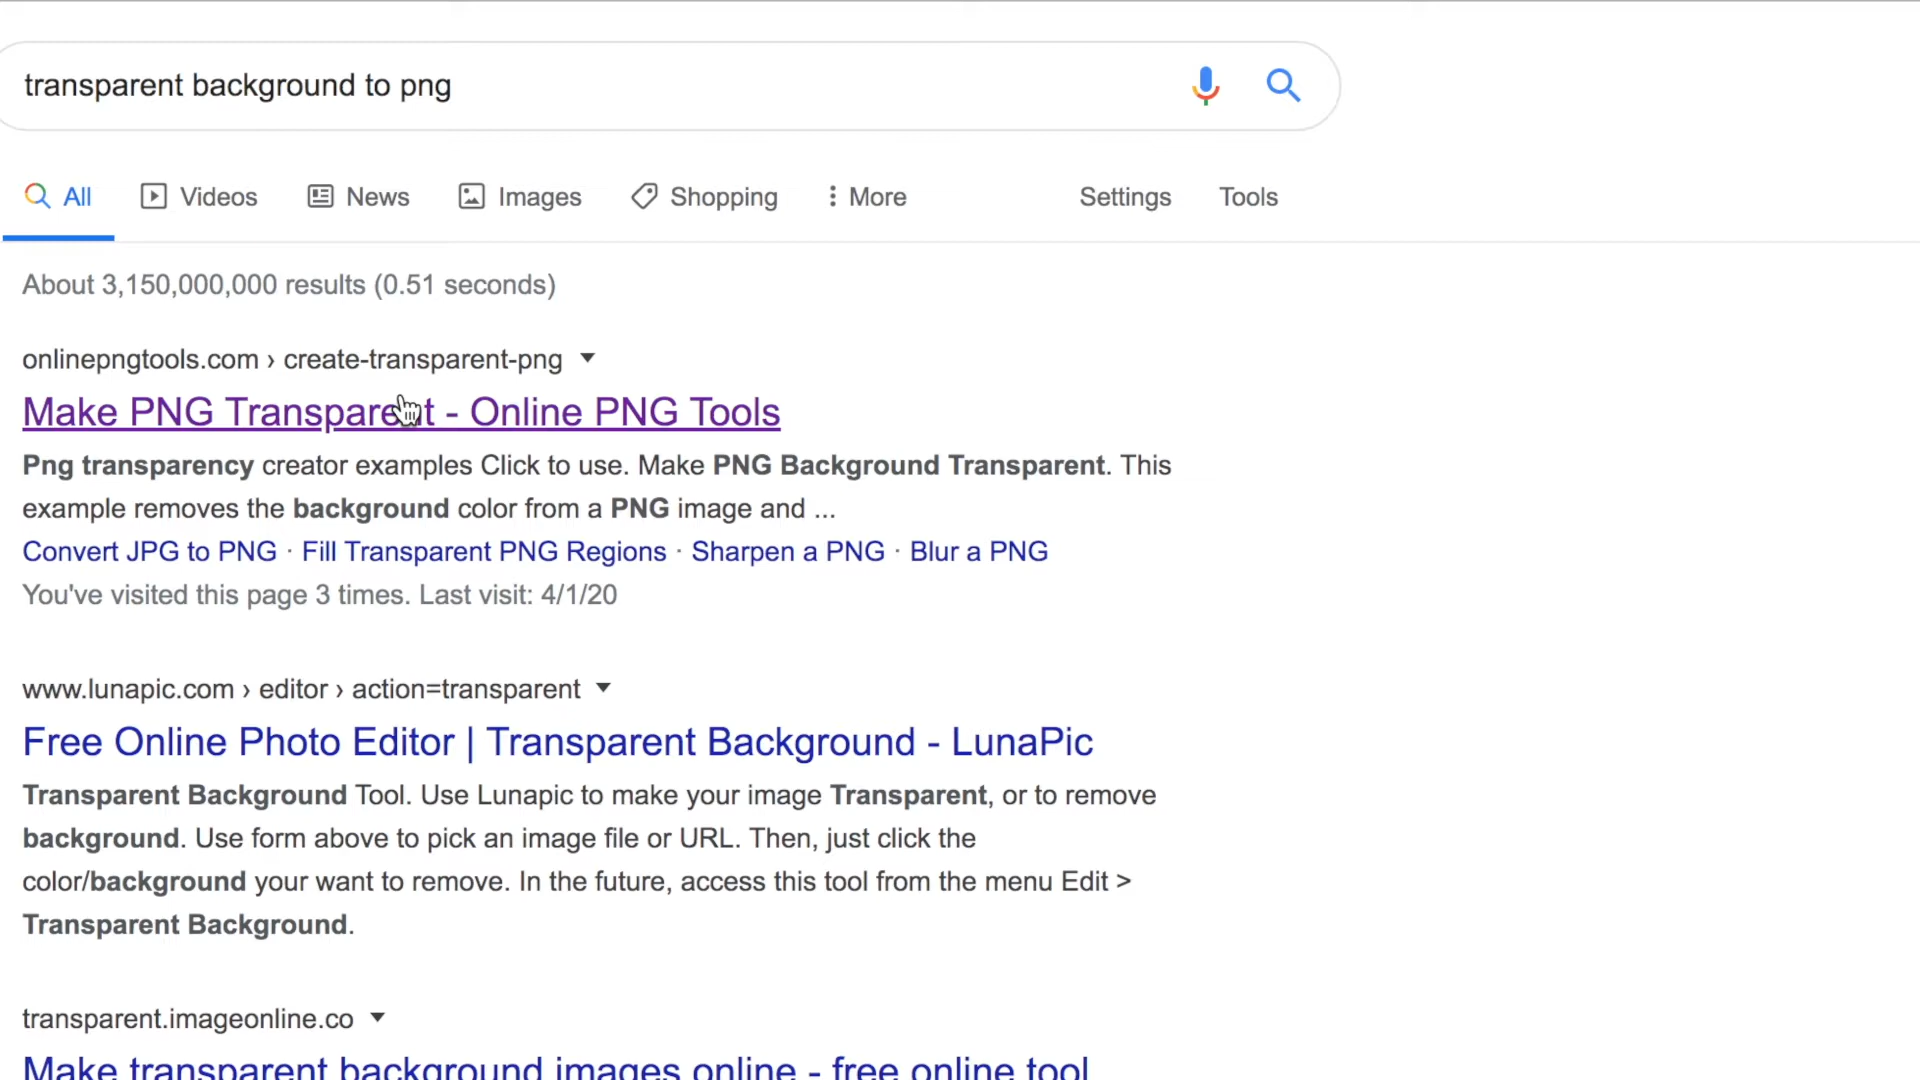 transparent background to png
All Videos News Images Shopping More Settings Tools
About 3,150,000,000 results (0.51 seconds)
onlinepngtools.com › create-transparent-png
Make PNG Transparent - Online PNG Tools
Png transparency creator examples Click to use. Make PNG Background Transparent. This
example removes the background color from a PNG image and ...
Convert JPG to PNG · Fill Transparent PNG Regions · Sharpen a PNG · Blur a PNG
You've visited this page 3 times. Last visit: 4/1/20
www.lunapic.com › editor › action=transparent
Free Online Photo Editor | Transparent Background - LunaPic
Transparent Background Tool. Use Lunapic to make your image Transparent, or to remove
background. Use form above to pick an image file or URL. Then, just click the
color/background your want to remove. In the future, access this tool from the menu Edit >
Transparent Background.
transparent.imageonline.co
Make transparent background images online - free online tool